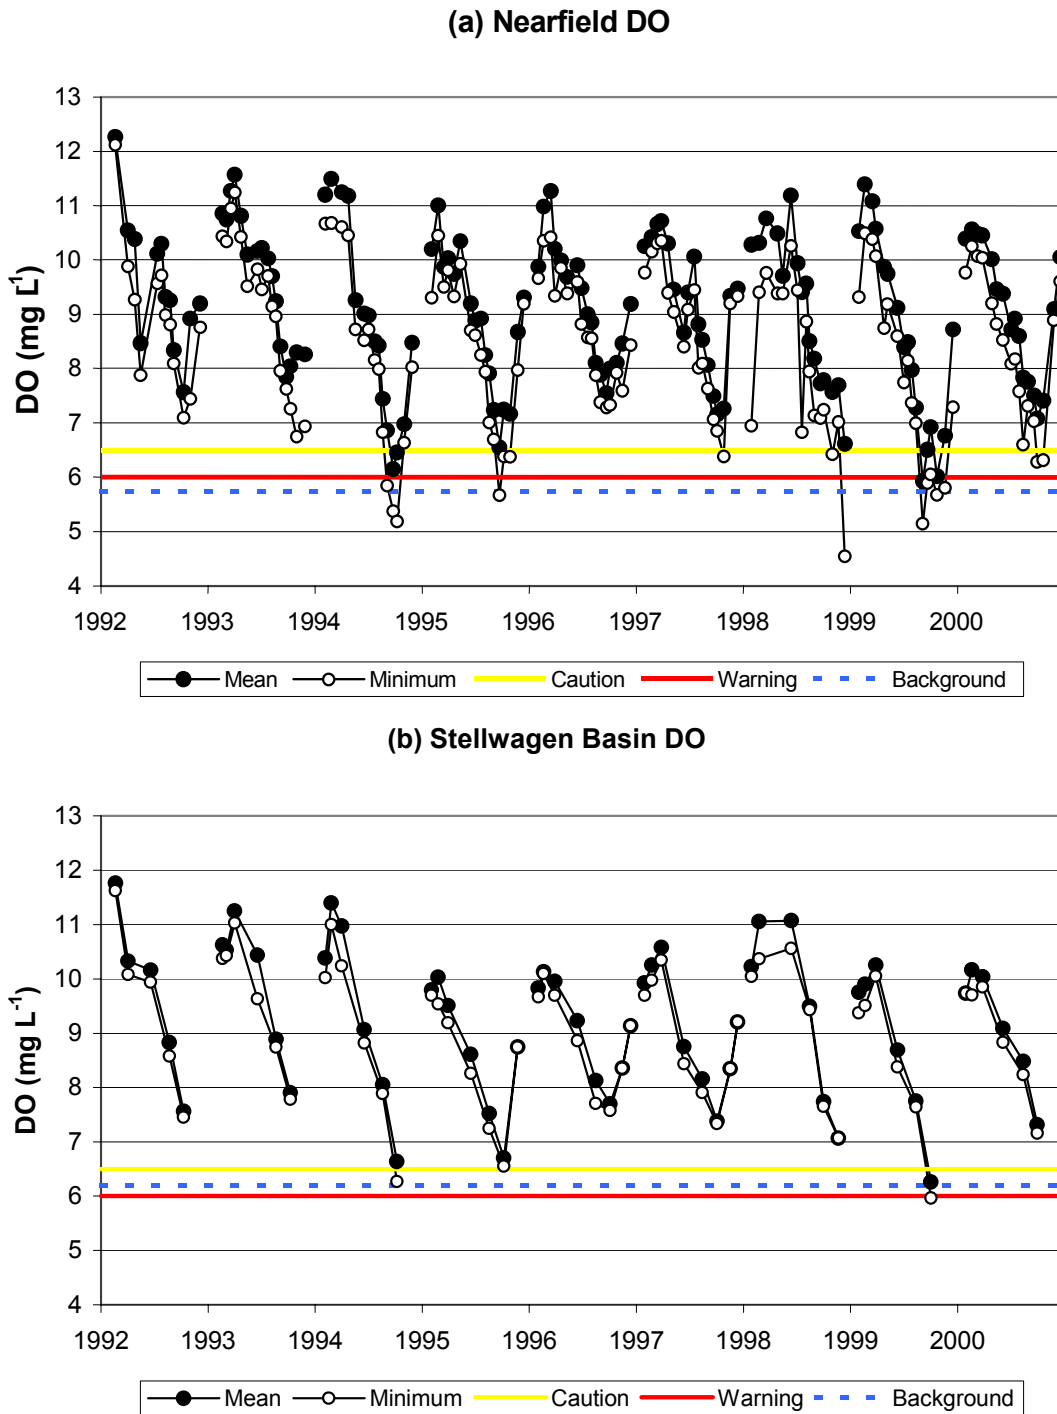 (a) Nearfield DO
13
12
11
10
9
8
7
6
5
4
DO (mg L-1)
1992 1993 1994 1995 1996 1997 1998 1999 2000
Mean Minimum Caution Warning Background
(b) Stellwagen Basin DO
13
12
11
10
9
8
7
6
5
4
DO (mg L-1)
1992 1993 1994 1995 1996 1997 1998 1999 2000
Mean Minimum Caution Warning Background